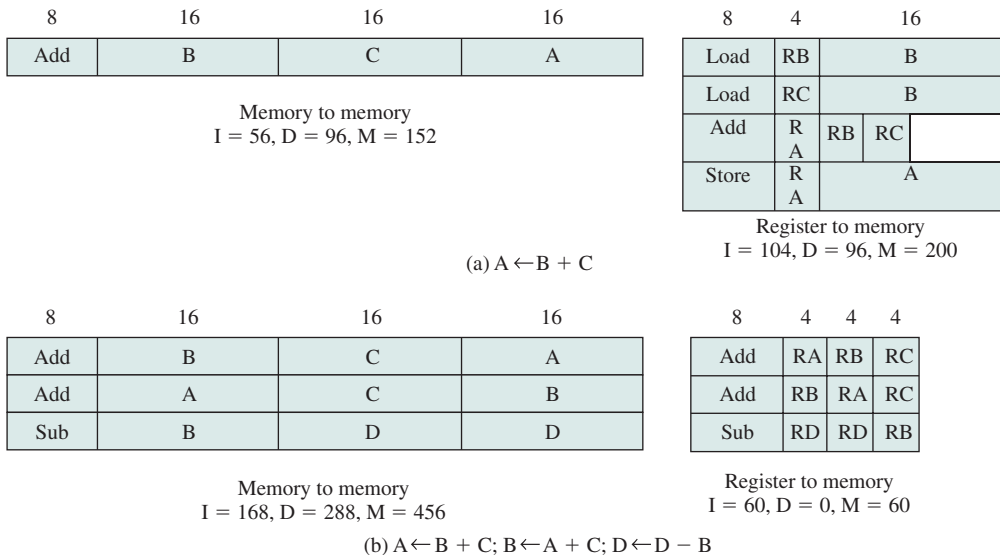 8 16 16 16
Add B C A
Memory to memory
I = 56, D = 96, M = 152
8 4 16
Load RB B
Load RC B
Add R A RB RC
Store R A A
Register to memory
I = 104, D = 96, M = 200
(a) A ← B + C
8 16 16 16
Add B C A
Add A C B
Sub B D D
Memory to memory
I = 168, D = 288, M = 456
8 4 4 4
Add RA RB RC
Add RB RA RC
Sub RD RD RB
Register to memory
I = 60, D = 0, M = 60
(b) A ← B + C; B ← A + C; D ← D − B